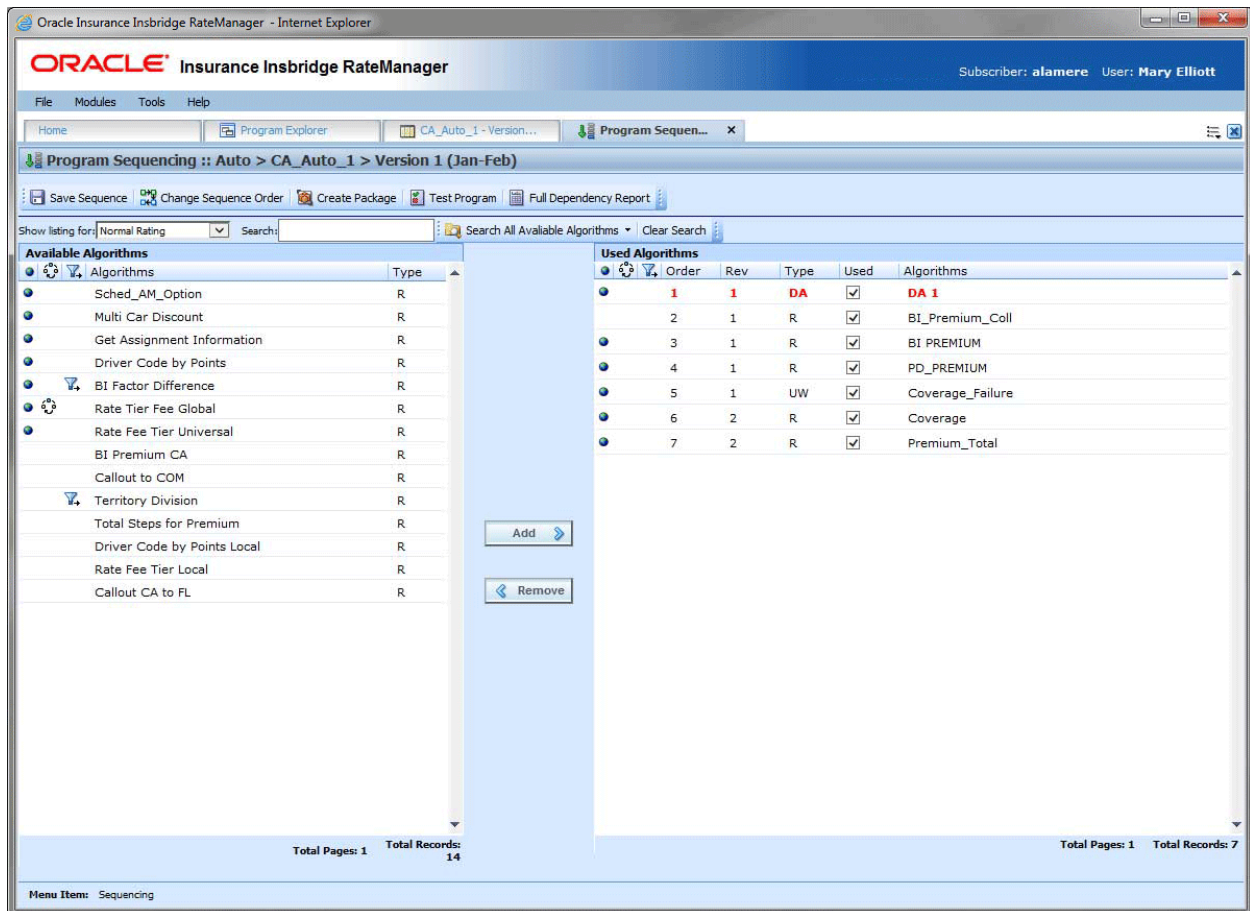 Oracle Insurance Insbridge RateManager - Internet Explorer
ORACLE Insurance Insbridge RateManager
Subscriber: alamere User: Mary Elliott
File Modules Tools Help
Home Program Explorer CA_Auto_1 - Version... Program Sequen... X
Program Sequencing :: Auto > CA_Auto_1 > Version 1 (Jan-Feb)
Save Sequence Change Sequence Order Create Package Test Program Full Dependency Report
Show listing for: Normal Rating Search: Search All Avaliable Algorithms Clear Search
Available Algorithms
Algorithms Type
Sched_AM_Option R
Multi Car Discount R
Get Assignment Information R
Driver Code by Points R
BI Factor Difference R
Rate Tier Fee Global R
Rate Fee Tier Universal R
BI Premium CA R
Callout to COM R
Territory Division R
Total Steps for Premium R
Driver Code by Points Local R
Rate Fee Tier Local R
Callout CA to FL R
Total Pages: 1 Total Records: 
14
Add
Remove
Used Algorithms
Order Rev Type Used Algorithms
1 1 DA DA 1
2 1 R BI_Premium_Coll
3 1 R BI PREMIUM
4 1 R PD_PREMIUM
5 1 UW Coverage_Failure
6 2 R Coverage
7 2 R Premium_Total
Total Pages: 1 Total Records: 7
Menu Item: Sequencing